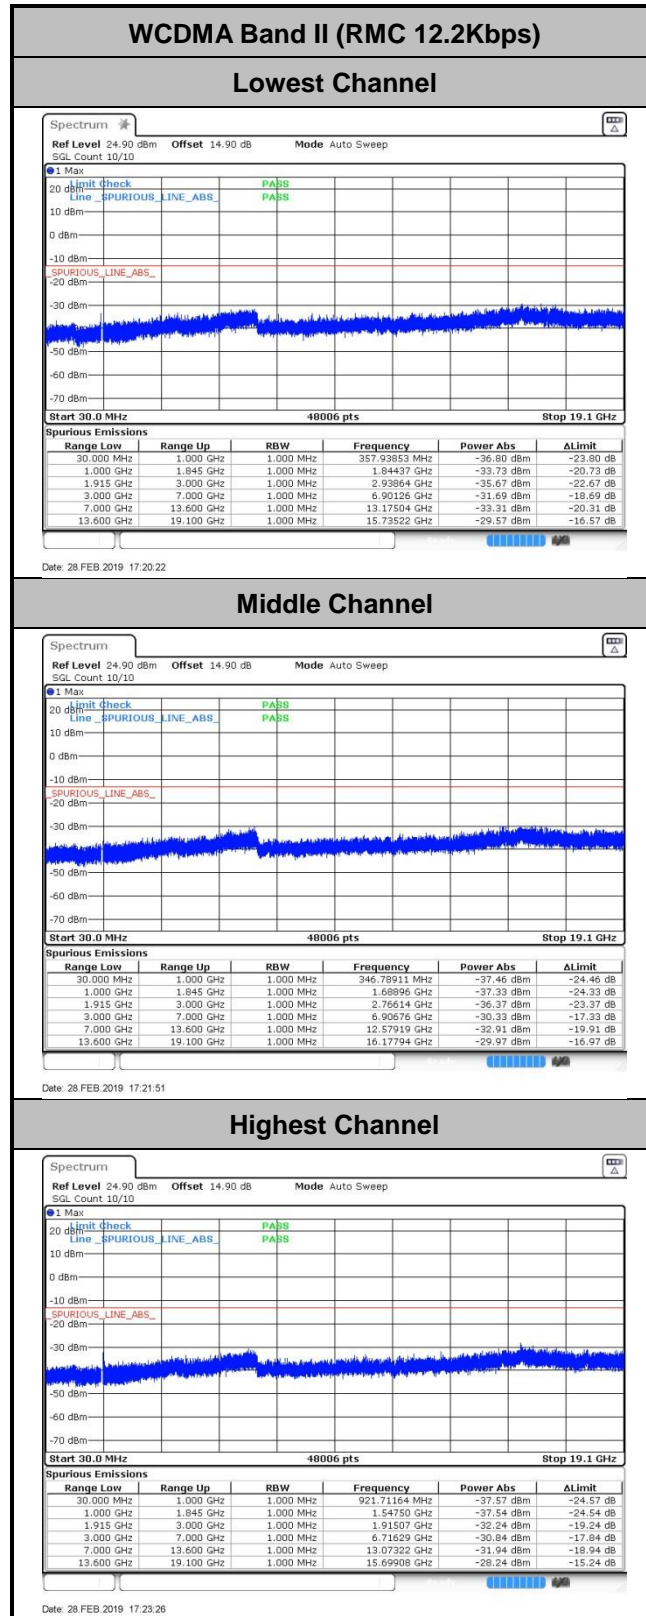 WCDMA Band II (RMC 12.2Kbps)
Lowest Channel
Spectrum
Ref Level 24.90 dBm Offset 14.90 dB Mode Auto Sweep
SGL Count 10/10
1 Max
Limit Check PASS
20 dBm
Line _SPURIOUS_LINE_ABS_ PASS
10 dBm
0 dBm
-10 dBm
_SPURIOUS_LINE_ABS_
-20 dBm
-30 dBm
-50 dBm
-60 dBm
-70 dBm
Start 30.0 MHz 48006 pts Stop 19.1 GHz
Spurious Emissions
Range Low Range Up RBW Frequency Power Abs ΔLimit
30.000 MHz 1.000 GHz 1.000 MHz 357.93853 MHz -36.80 dBm -23.80 dB
1.000 GHz 1.845 GHz 1.000 MHz 1.84437 GHz -33.73 dBm -20.73 dB
1.915 GHz 3.000 GHz 1.000 MHz 2.93864 GHz -35.67 dBm -22.67 dB
3.000 GHz 7.000 GHz 1.000 MHz 6.90126 GHz -31.69 dBm -18.69 dB
7.000 GHz 13.600 GHz 1.000 MHz 13.17504 GHz -33.31 dBm -20.31 dB
13.600 GHz 19.100 GHz 1.000 MHz 15.73522 GHz -29.57 dBm -16.57 dB
Date: 28.FEB.2019 17:20:22
Middle Channel
Spectrum
Ref Level 24.90 dBm Offset 14.90 dB Mode Auto Sweep
SGL Count 10/10
1 Max
Limit Check PASS
20 dBm
Line _SPURIOUS_LINE_ABS_ PASS
10 dBm
0 dBm
-10 dBm
_SPURIOUS_LINE_ABS_
-20 dBm
-30 dBm
-50 dBm
-60 dBm
-70 dBm
Start 30.0 MHz 48006 pts Stop 19.1 GHz
Spurious Emissions
Range Low Range Up RBW Frequency Power Abs ΔLimit
30.000 MHz 1.000 GHz 1.000 MHz 346.78911 MHz -37.46 dBm -24.46 dB
1.000 GHz 1.845 GHz 1.000 MHz 1.68896 GHz -37.33 dBm -24.33 dB
1.915 GHz 3.000 GHz 1.000 MHz 2.76614 GHz -36.37 dBm -23.37 dB
3.000 GHz 7.000 GHz 1.000 MHz 6.90676 GHz -30.33 dBm -17.33 dB
7.000 GHz 13.600 GHz 1.000 MHz 12.57919 GHz -32.91 dBm -19.91 dB
13.600 GHz 19.100 GHz 1.000 MHz 16.17794 GHz -29.97 dBm -16.97 dB
Date: 28.FEB.2019 17:21:51
Highest Channel
Spectrum
Ref Level 24.90 dBm Offset 14.90 dB Mode Auto Sweep
SGL Count 10/10
1 Max
Limit Check PASS
20 dBm
Line _SPURIOUS_LINE_ABS_ PASS
10 dBm
0 dBm
-10 dBm
_SPURIOUS_LINE_ABS_
-20 dBm
-30 dBm
-50 dBm
-60 dBm
-70 dBm
Start 30.0 MHz 48006 pts Stop 19.1 GHz
Spurious Emissions
Range Low Range Up RBW Frequency Power Abs ΔLimit
30.000 MHz 1.000 GHz 1.000 MHz 921.71164 MHz -37.57 dBm -24.57 dB
1.000 GHz 1.845 GHz 1.000 MHz 1.54750 GHz -37.54 dBm -24.54 dB
1.915 GHz 3.000 GHz 1.000 MHz 1.91507 GHz -32.24 dBm -19.24 dB
3.000 GHz 7.000 GHz 1.000 MHz 6.71629 GHz -30.84 dBm -17.84 dB
7.000 GHz 13.600 GHz 1.000 MHz 13.07322 GHz -31.94 dBm -18.94 dB
13.600 GHz 19.100 GHz 1.000 MHz 15.69908 GHz -28.24 dBm -15.24 dB
Date: 28.FEB.2019 17:23:26